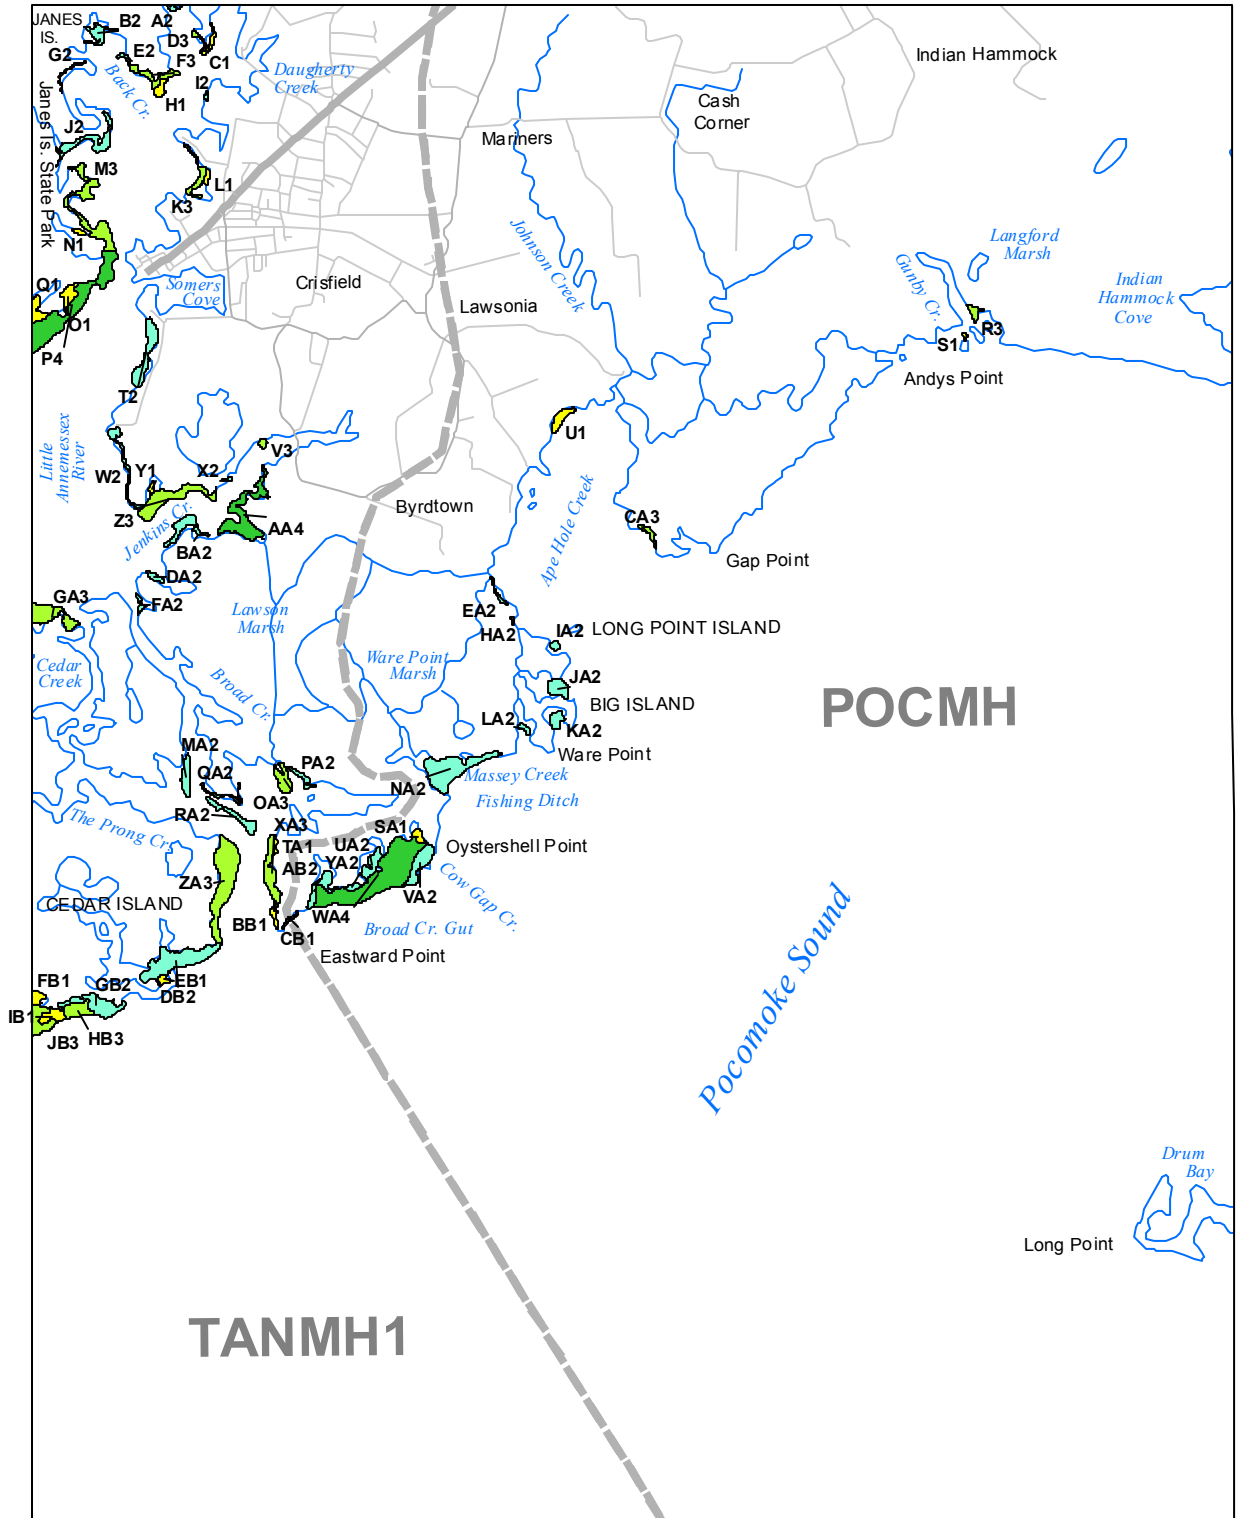 JANES
IS.
B2
A2
D3
C1
G2
E2
F3
I2
H1
Back Cr.
Daugherty
Creek
Indian Hammock
Cash
Corner
Mariners
J2
Janes Is. State Park
M3
L1
K3
N1
Johnson Creek
Langford
Marsh
Gunby Cr.
Indian
Hammock
Cove
Q1
O1
P4
Somers
Cove
Crisfield
Lawsonia
R3
S1
Andys Point
T2
U1
Little
Annemessex
River
V3
W2
Y1
X2
Z3
Jenkins Cr.
AA4
BA2
Byrdtown
Ape Hole Creek
CA3
Gap Point
DA2
FA2
GA3
Lawson
Marsh
EA2
HA2
IA2
LONG POINT ISLAND
Cedar
Creek
Broad Cr.
Ware Point
Marsh
JA2
BIG ISLAND
KA2
LA2
Ware Point
POCMH
MA2
QA2
PA2
OA3
RA2
NA2
Massey Creek
Fishing Ditch
The Prong Cr.
XA3
TA1
SA1
UA2
YA2
AB2
Oystershell Point
ZA3
VA2
Cow Gap Cr.
CEDAR ISLAND
WA4
BB1
CB1
Broad Cr. Gut
Eastward Point
FB1
GB2
EB1
DB2
IB1
JB3
HB3
Pocomoke Sound
Drum
Bay
Long Point
TANMH1